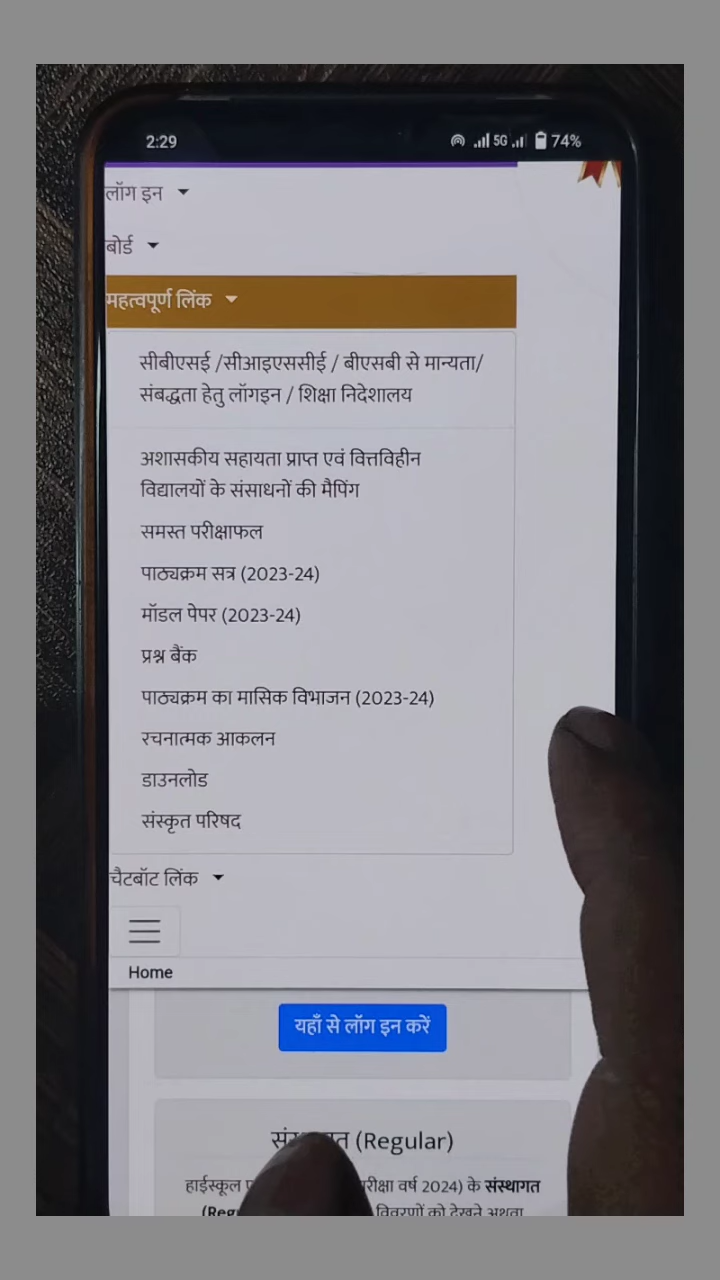 2:29
5G 74%
लॉग इन
बोर्ड
महत्वपूर्ण लिंक
सीबीएसई /सीआइएससीई / बीएसबी से मान्यता/
संबद्धता हेतु लॉगइन / शिक्षा निदेशालय
अशासकीय सहायता प्राप्त एवं वित्तविहीन
विद्यालयों के संसाधनों की मैपिंग
समस्त परीक्षाफल
पाठ्यक्रम सत्र (2023-24)
मॉडल पेपर (2023-24)
प्रश्न बैंक
पाठ्यक्रम का मासिक विभाजन (2023-24)
रचनात्मक आकलन
डाउनलोड
संस्कृत परिषद
चैटबॉट लिंक
Home
यहाँ से लॉग इन करें
(Regular)
हाईस्कूल वर्ष 2024) के संस्थागत
विवरणों को देखने अथवा